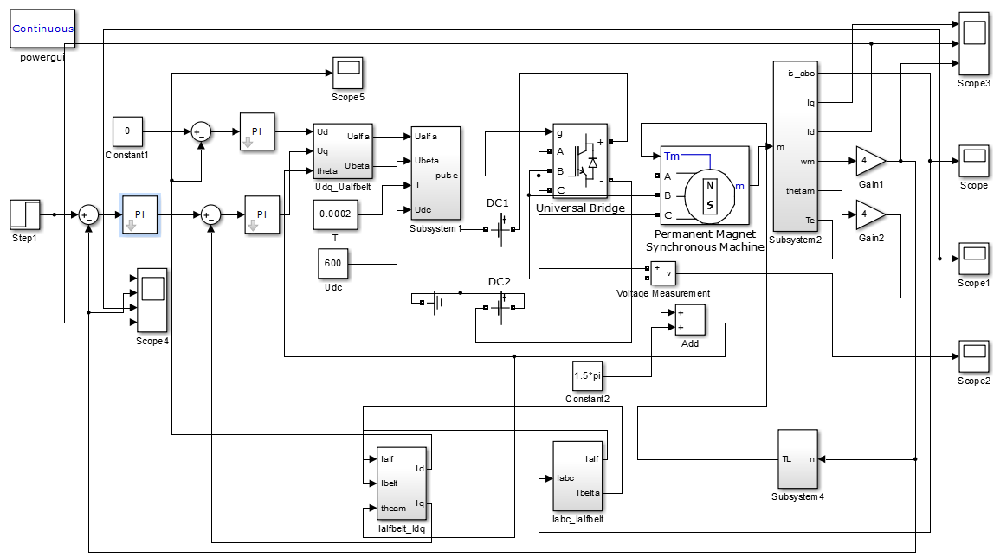 Continuous
powergui
Scope5
Scope3
is_abc
Iq
Id
wm
thetam
Te
m
Subsystem2
0
Constant1
+
_
PI
Ud
Uq
theta
Ualfa
Ubeta
Udq_Ualfbelt
Ualfa
Ubeta
T
Udc
pulse
Subsystem1
g
A
B
C
+
-
Universal Bridge
Tm
A
B
C
m
N
S
Permanent Magnet
Synchronous Machine
4
Gain1
4
Gain2
Scope
Step1
+
_
PI
+
_
PI
0.0002
T
600
Udc
DC1
DC2
+
-
v
Voltage Measurement
Scope1
Scope4
+
+
Add
1.5*pi
Constant2
Scope2
Ialf
Ibelt
theam
Id
Iq
Ialfbelt_Idq
Iabc
Ialf
Ibelta
Iabc_Ialfbelt
TL
n
Subsystem4